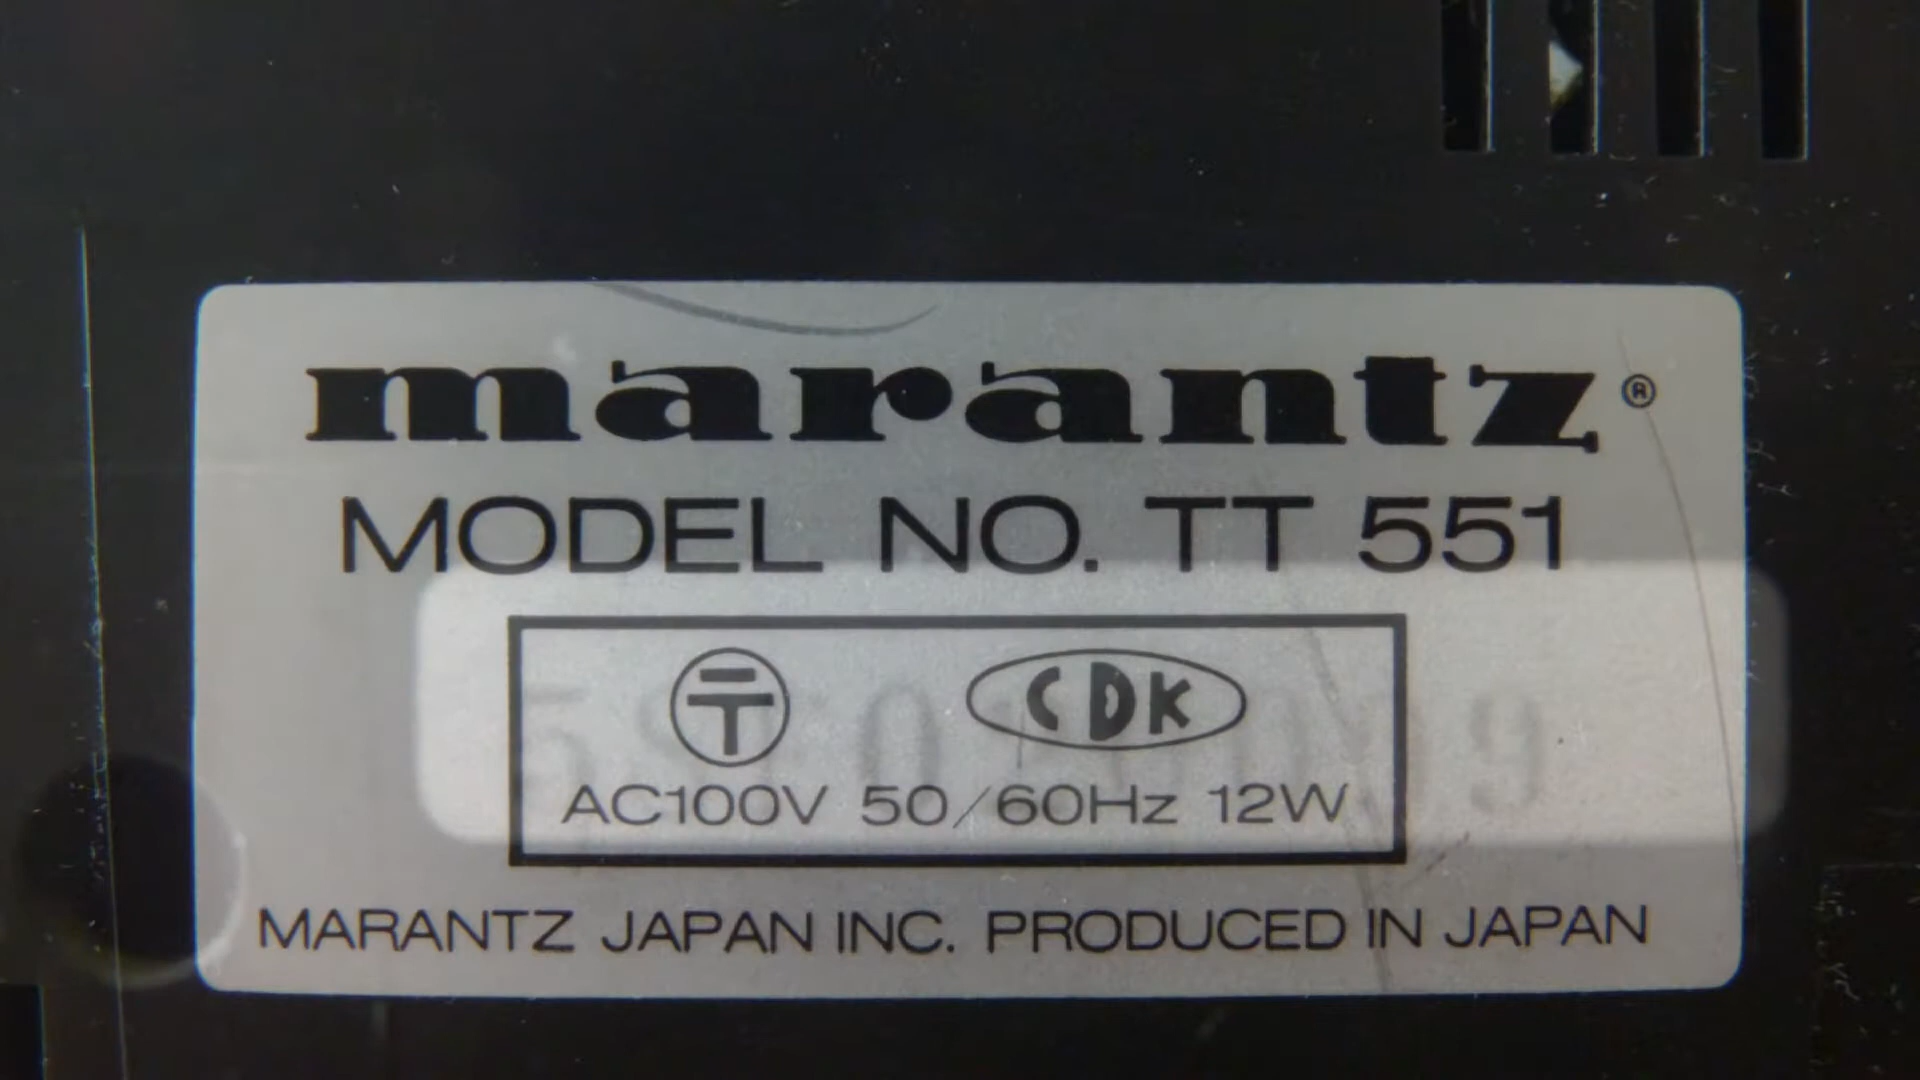 marantz®
MODEL NO. TT 551
〒 CDK
AC100V 50/60Hz 12W
MARANTZ JAPAN INC. PRODUCED IN JAPAN